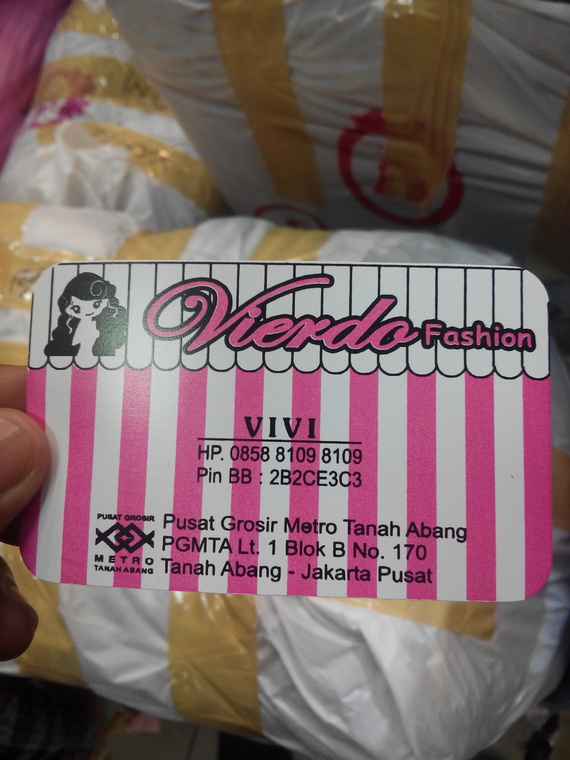 Vierdo Fashion
VIVI
HP. 0858 8109 8109
Pin BB : 2B2CE3C3
PUSAT GROSIR
METRO
TANAH ABANG
Pusat Grosir Metro Tanah Abang
PGMTA Lt. 1 Blok B No. 170
Tanah Abang - Jakarta Pusat